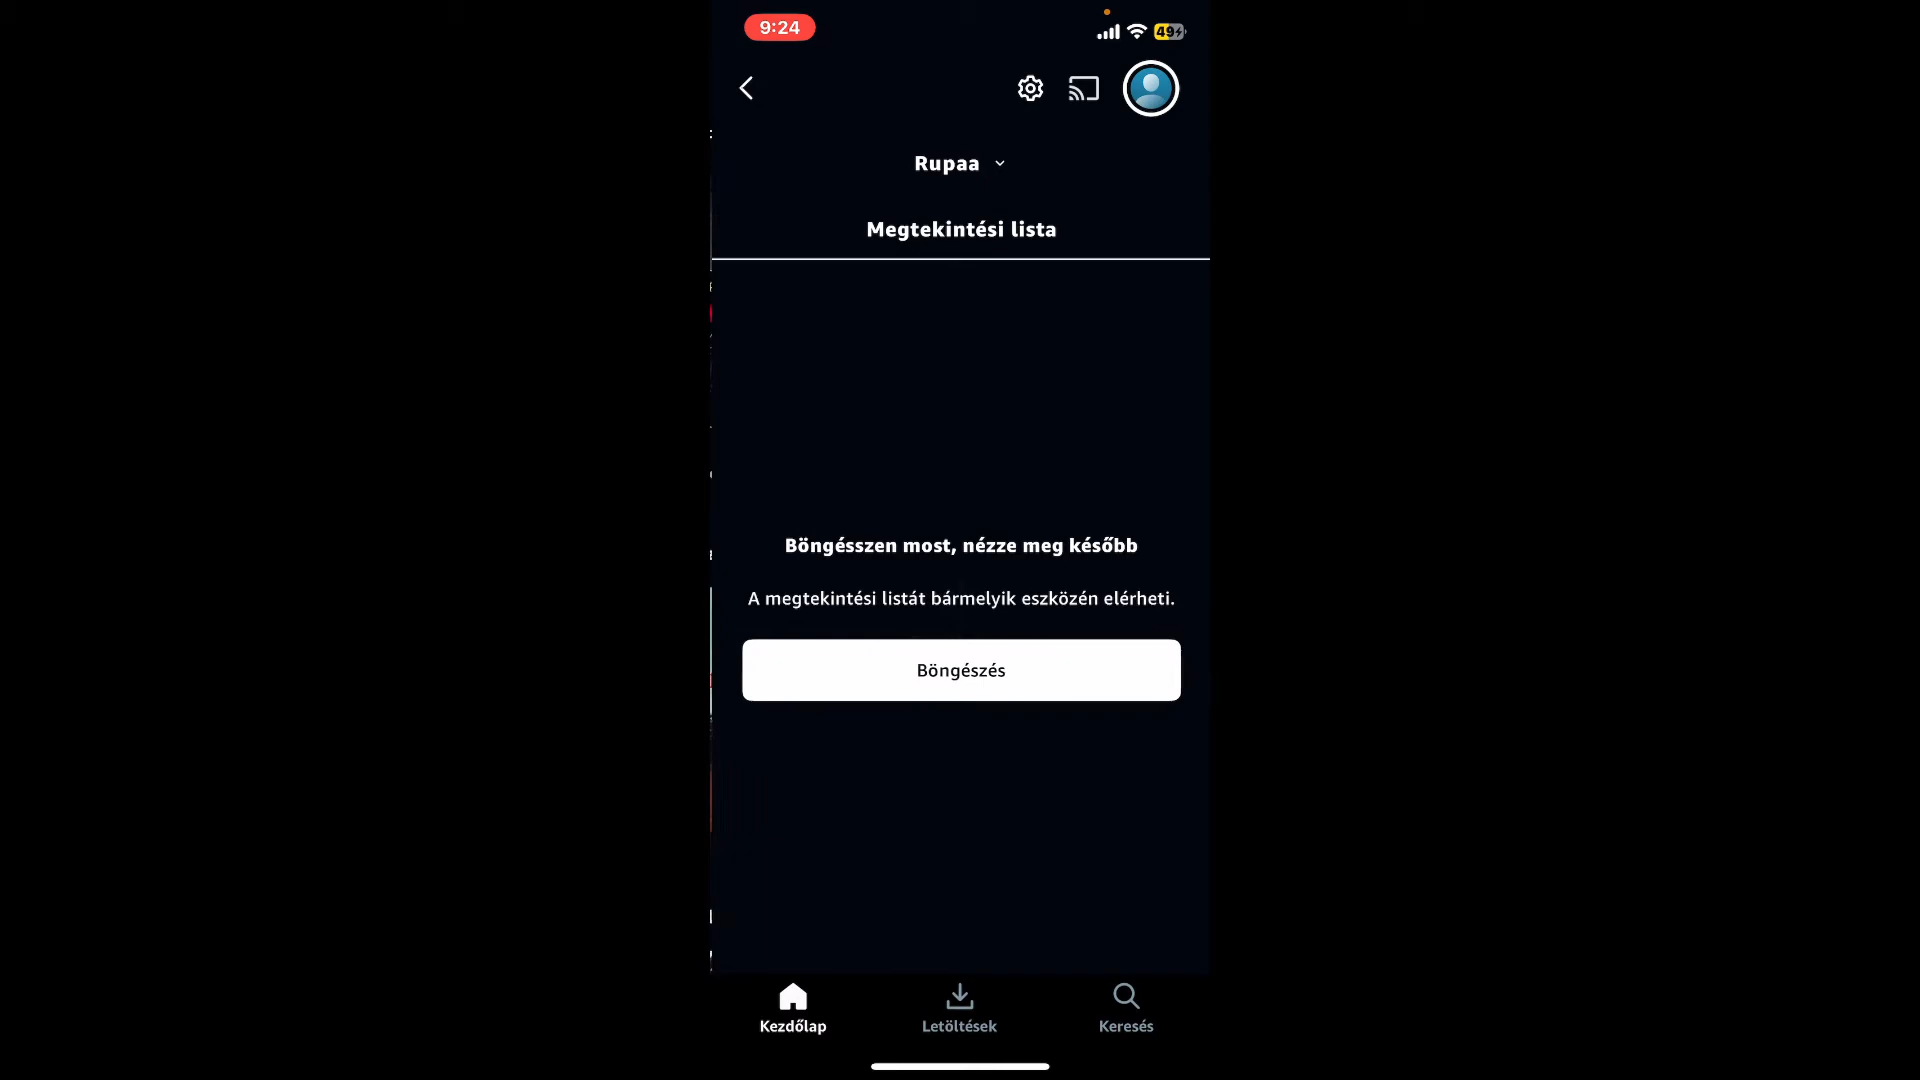 9:24
49
Rupaa
Megtekintési lista
Böngésszen most, nézze meg később
A megtekintési listát bármelyik eszközén elérheti.
Böngészés
Kezdőlap
Letöltések
Keresés